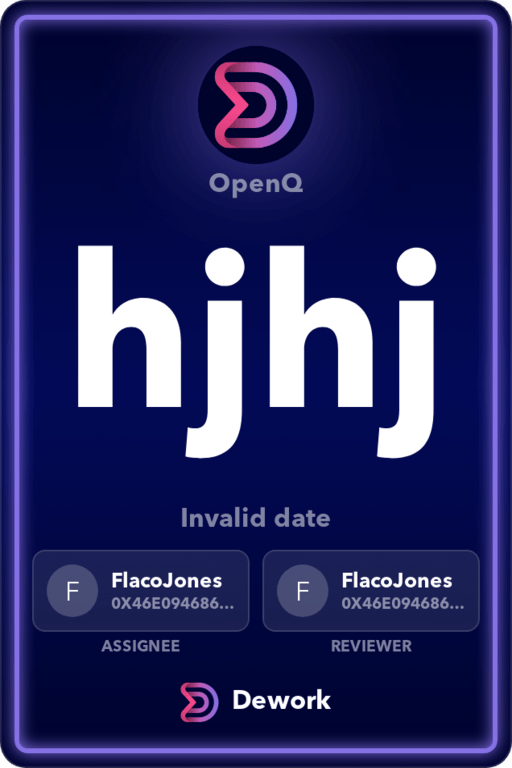 OpenQ
hjhj
Invalid date
F FlacoJones
0X46E094686...
ASSIGNEE
F FlacoJones
0X46E094686...
REVIEWER
Dework